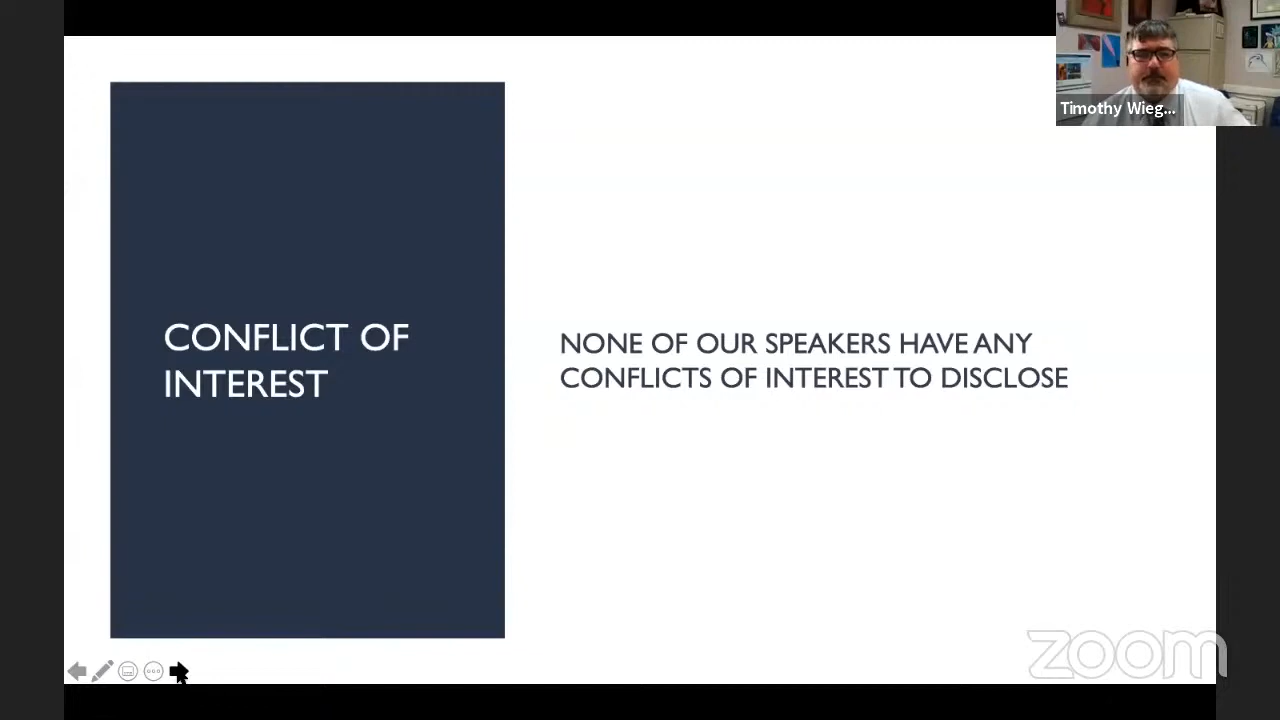 Timothy Wieg...
CONFLICT OF
INTEREST
NONE OF OUR SPEAKERS HAVE ANY
CONFLICTS OF INTEREST TO DISCLOSE
zoom